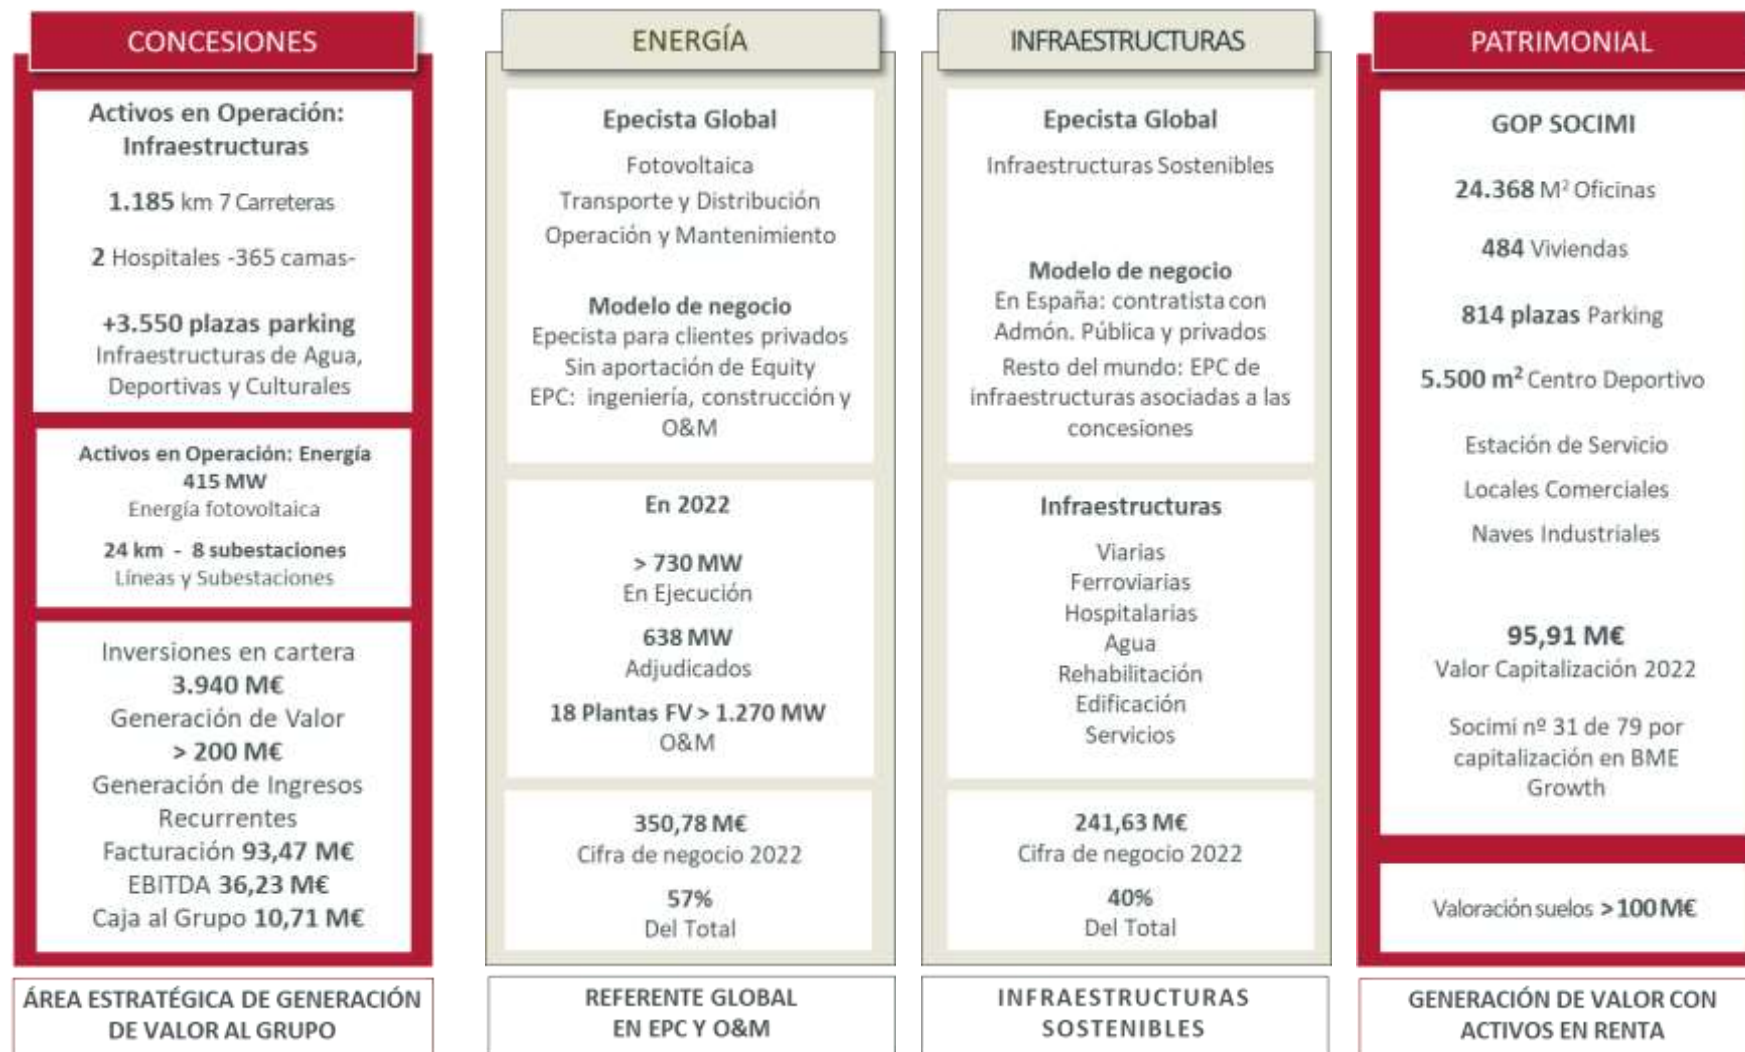 CONCESIONES
Activos en Operación:
Infraestructuras
1.185 km 7 Carreteras
2 Hospitales -365 camas-
+3.550 plazas parking
Infraestructuras de Agua,
Deportivas y Culturales
Activos en Operación: Energía
415 MW
Energía fotovoltaica
24 km - 8 subestaciones
Líneas y Subestaciones
Inversiones en cartera
3.940 M€
Generación de Valor
> 200 M€
Generación de Ingresos
Recurrentes
Facturación 93,47 M€
EBITDA 36,23 M€
Caja al Grupo 10,71 M€
ÁREA ESTRATÉGICA DE GENERACIÓN
DE VALOR AL GRUPO
ENERGÍA
Epecista Global
Fotovoltaica
Transporte y Distribución
Operación y Mantenimiento
Modelo de negocio
Epecista para clientes privados
Sin aportación de Equity
EPC: ingeniería, construcción y
O&M
En 2022
> 730 MW
En Ejecución
638 MW
Adjudicados
18 Plantas FV > 1.270 MW
O&M
350,78 M€
Cifra de negocio 2022
57%
Del Total
REFERENTE GLOBAL
EN EPC Y O&M
INFRAESTRUCTURAS
Epecista Global
Infraestructuras Sostenibles
Modelo de negocio
En España: contratista con
Admón. Pública y privados
Resto del mundo: EPC de
infraestructuras asociadas a las
concesiones
Infraestructuras
Viarias
Ferroviarias
Hospitalarias
Agua
Rehabilitación
Edificación
Servicios
241,63 M€
Cifra de negocio 2022
40%
Del Total
INFRAESTRUCTURAS
SOSTENIBLES
PATRIMONIAL
GOP SOCIMI
24.368 M² Oficinas
484 Viviendas
814 plazas Parking
5.500 m² Centro Deportivo
Estación de Servicio
Locales Comerciales
Naves Industriales
95,91 M€
Valor Capitalización 2022
Socimi nº 31 de 79 por
capitalización en BME
Growth
Valoración suelos > 100 M€
GENERACIÓN DE VALOR CON
ACTIVOS EN RENTA